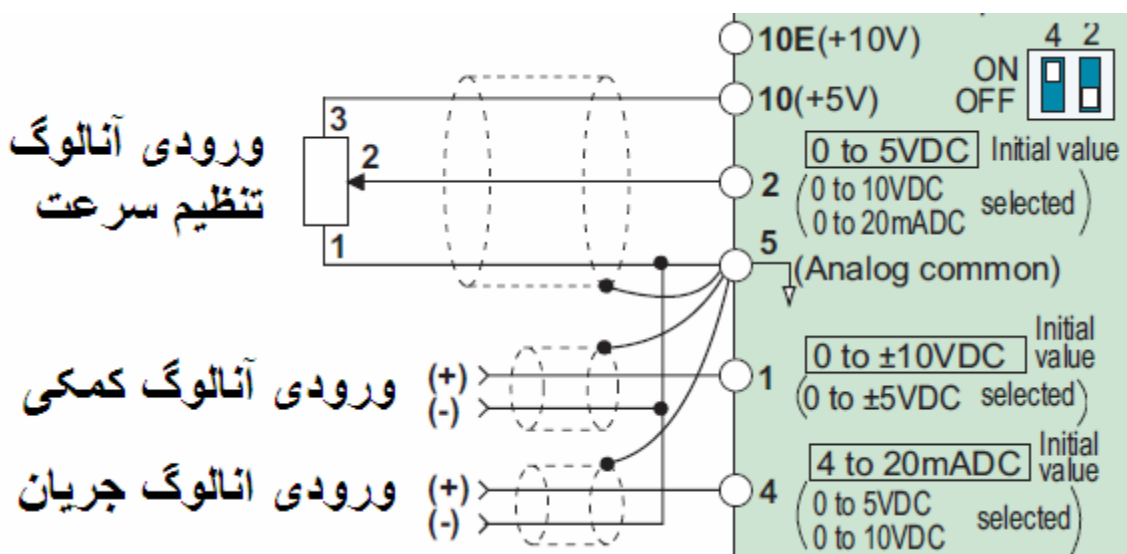 10E(+10V)
4 2
ON
OFF
10(+5V)
3
2
1
ورودی آنالوگ
تنظیم سرعت
0 to 5VDC Initial value
2
(0 to 10VDC
0 to 20mADC selected)
5
(Analog common)
ورودی آنالوگ کمکی
(+)
(-)
1
0 to ±10VDC Initial
value
(0 to ±5VDC selected)
ورودی انالوگ جریان
(+)
(-)
4
4 to 20mADC Initial
value
(0 to 5VDC
0 to 10VDC selected)